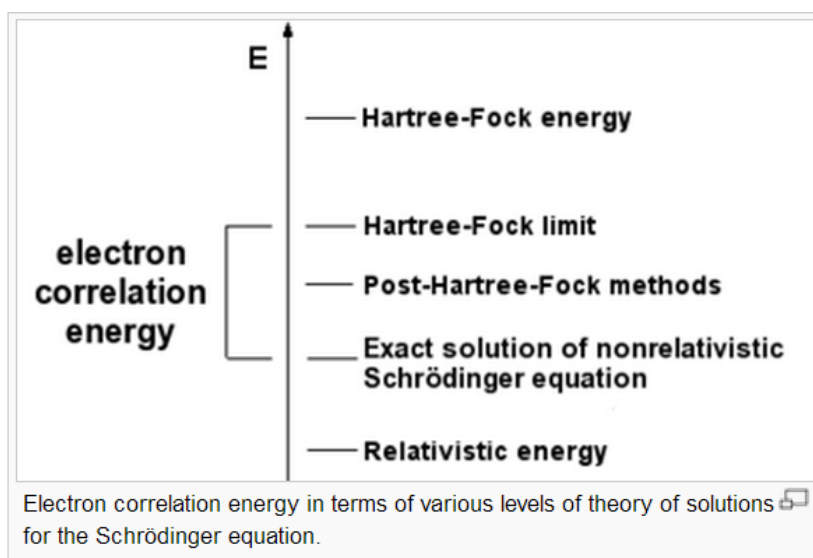 E
Hartree-Fock energy
Hartree-Fock limit
electron
correlation
energy
Post-Hartree-Fock methods
Exact solution of nonrelativistic
Schrödinger equation
Relativistic energy
Electron correlation energy in terms of various levels of theory of solutions
for the Schrödinger equation.